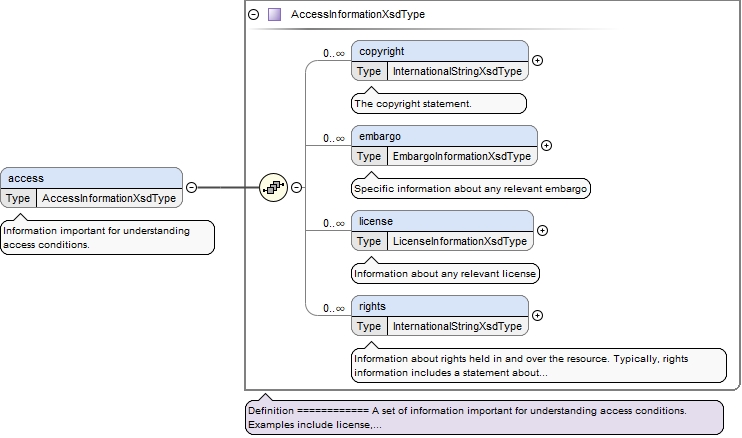 AccessInformationXsdType
0..∞
copyright
Type InternationalStringXsdType
The copyright statement.
0..∞
embargo
Type EmbargoInformationXsdType
Specific information about any relevant embargo
access
Type AccessInformationXsdType
Information important for understanding
access conditions.
0..∞
license
Type LicenseInformationXsdType
Information about any relevant license
0..∞
rights
Type InternationalStringXsdType
Information about rights held in and over the resource. Typically, rights
information includes a statement about...
Definition ============ A set of information important for understanding access conditions.
Examples include license,...